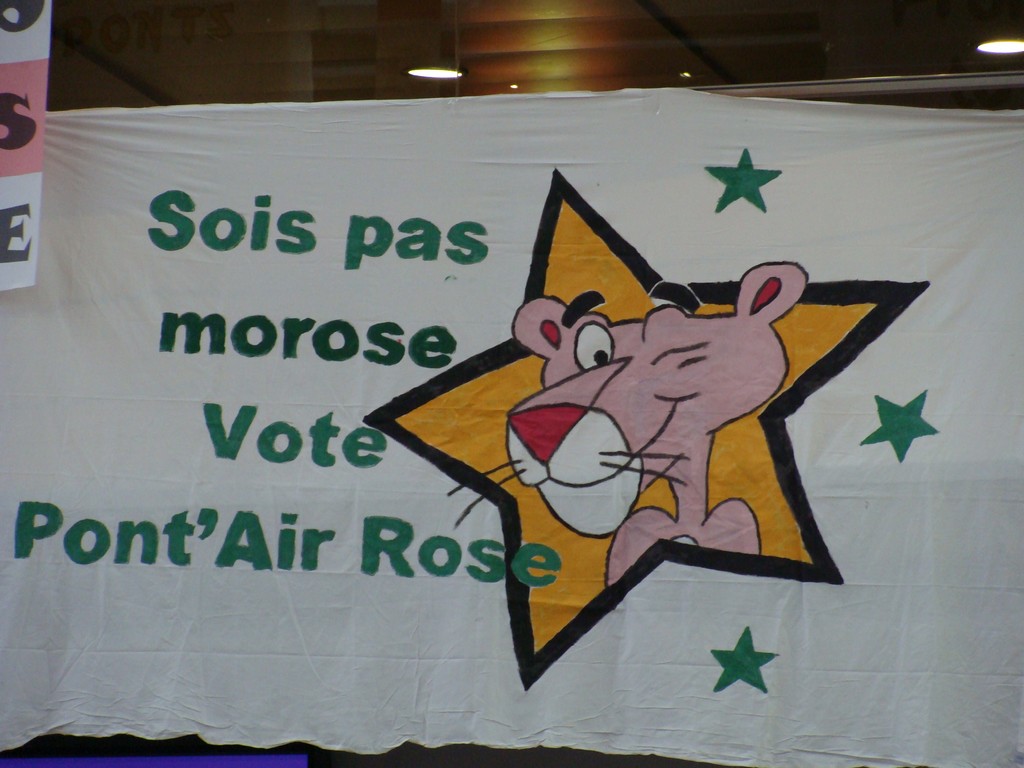 Sois pas
morose
Vote
Pont'Air Rose
S
E